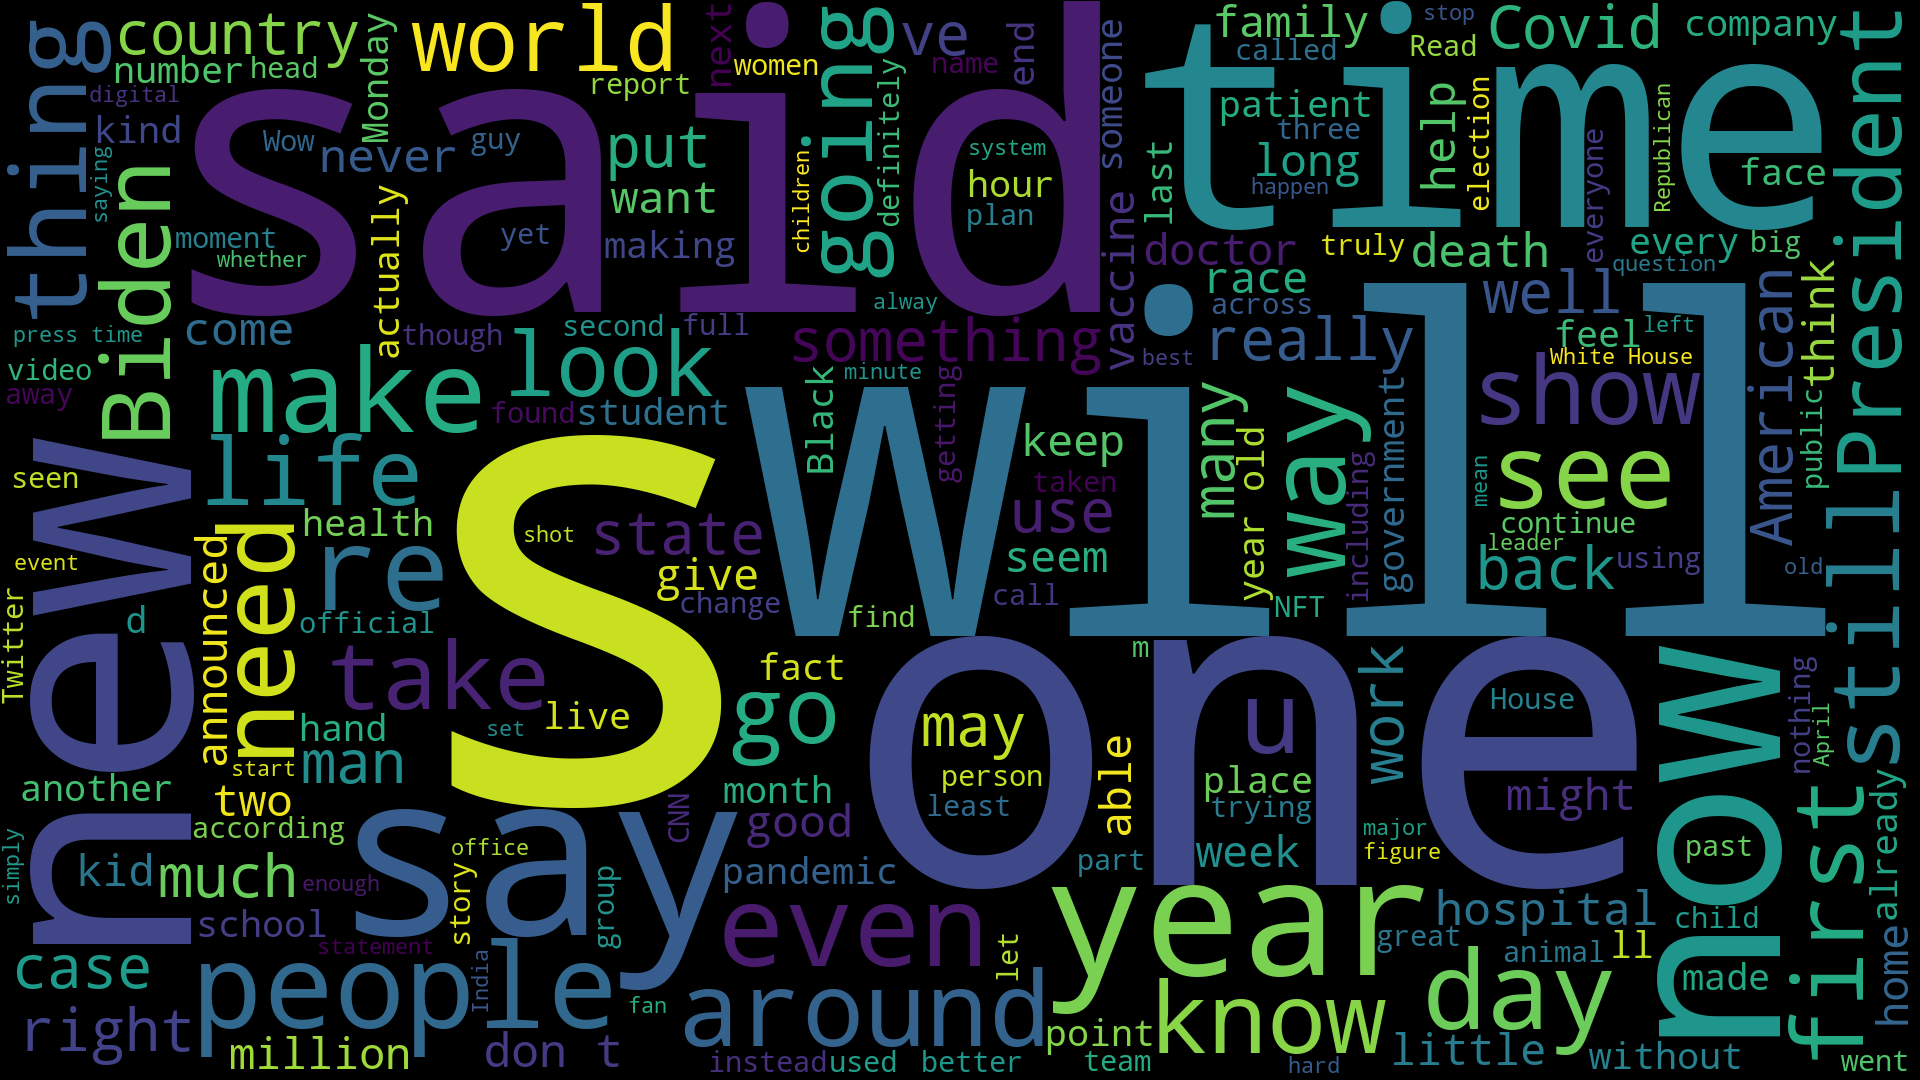 said
time
will
s
one
new
say
now
year
people
around
even
know
day
first
still
President
Biden
thing
country
world
number
head
digital
kind
saying
Monday
Wow
never
guy
report
next
women
going
ve
definitely
name
end
someone
vaccine
family
called
stop
Read
Covid
company
patient
three
long
happen
help
election
everyone
Republican
face
last
doctor
truly
death
every
big
question
race
across
well
American
think
public
feel
left
White House
really
best
put
want
making
children
system
hour
plan
yet
moment
whether
actually
come
though
second
full
alway
something
minute
press time
video
away
make
look
found
student
Black
getting
keep
taken
many
way
year old
including
government
show
see
mean
continue
leader
back
using
old
life
seen
event
Twitter
d
need
announced
health
re
official
shot
state
give
change
use
seem
call
find
NFT
m
take
hand
man
start
set
live
fact
go
may
person
least
month
able
u
work
place
trying
House
might
nothing
April
major
figure
past
already
another
two
according
kid
much
simply
school
enough
statement
story
office
group
CNN
good
pandemic
part
week
hospital
great
animal
ll
child
made
home
case
right
million
India
don t
fan
let
instead
used
better
point
team
hard
little
without
went